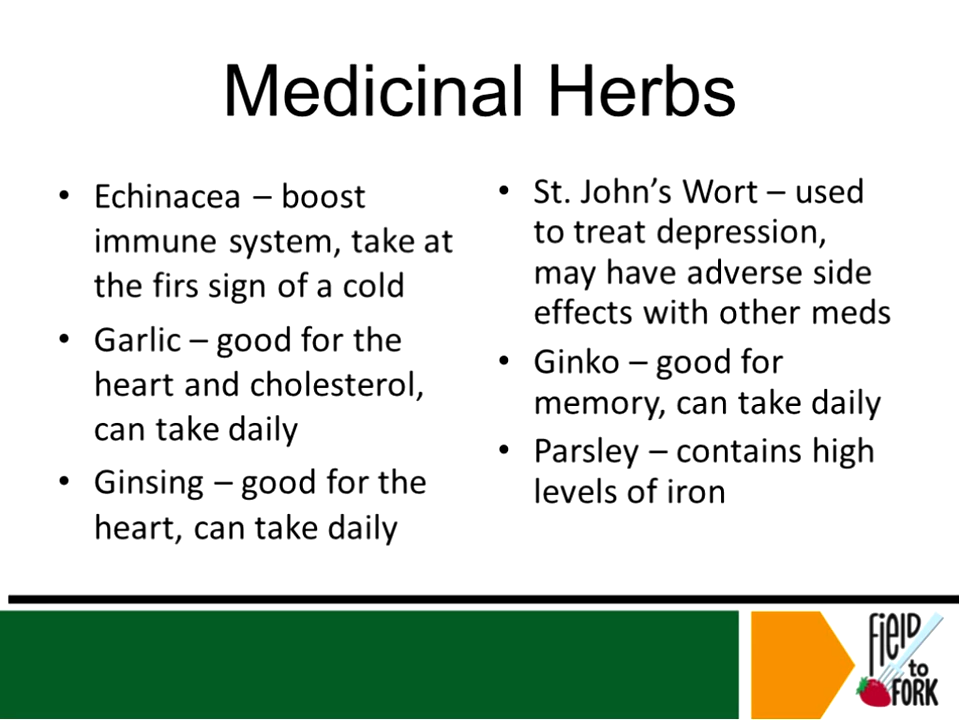 Medicinal Herbs
• Echinacea – boost
immune system, take at
the firs sign of a cold
• Garlic – good for the
heart and cholesterol,
can take daily
• Ginsing – good for the
heart, can take daily
• St. John’s Wort – used
to treat depression,
may have adverse side
effects with other meds
• Ginko – good for
memory, can take daily
• Parsley – contains high
levels of iron
FiELD
to
FORK